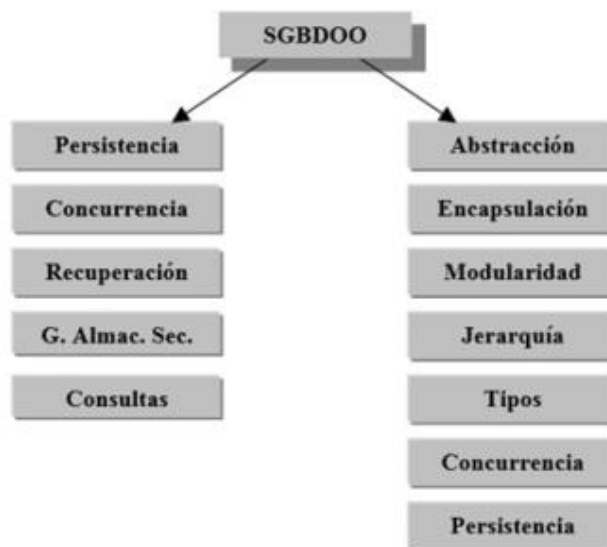 SGBDOO
Persistencia
Concurrencia
Recuperación
G. Almac. Sec.
Consultas
Abstracción
Encapsulación
Modularidad
Jerarquía
Tipos
Concurrencia
Persistencia